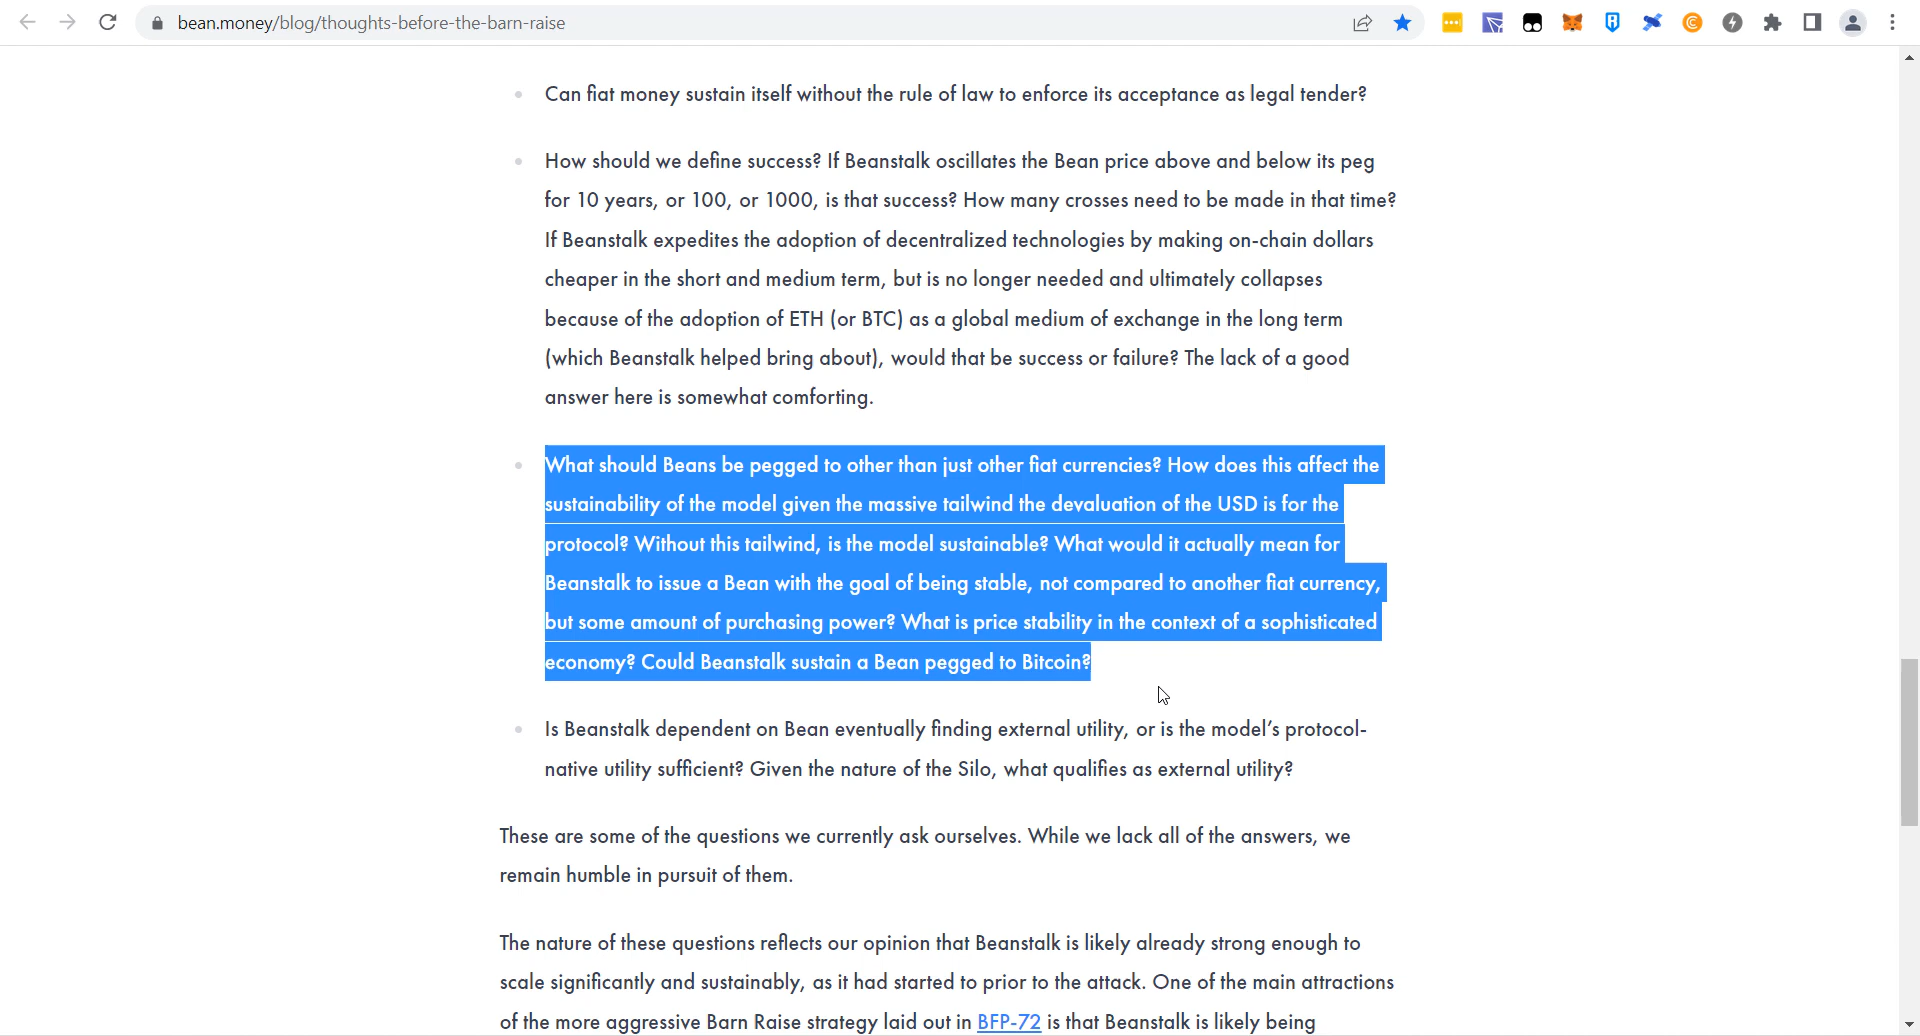 bean.money/blog/thoughts-before-the-barn-raise
Can fiat money sustain itself without the rule of law to enforce its acceptance as legal tender?
How should we define success? If Beanstalk oscillates the Bean price above and below its peg
for 10 years, or 100, or 1000, is that success? How many crosses need to be made in that time?
If Beanstalk expedites the adoption of decentralized technologies by making on-chain dollars
cheaper in the short and medium term, but is no longer needed and ultimately collapses
because of the adoption of ETH (or BTC) as a global medium of exchange in the long term
(which Beanstalk helped bring about), would that be success or failure? The lack of a good
answer here is somewhat comforting.
What should Beans be pegged to other than just other fiat currencies? How does this affect the
sustainability of the model given the massive tailwind the devaluation of the USD is for the
protocol? Without this tailwind, is the model sustainable? What would it actually mean for
Beanstalk to issue a Bean with the goal of being stable, not compared to another fiat currency,
but some amount of purchasing power? What is price stability in the context of a sophisticated
economy? Could Beanstalk sustain a Bean pegged to Bitcoin?
Is Beanstalk dependent on Bean eventually finding external utility, or is the model’s protocol-
native utility sufficient? Given the nature of the Silo, what qualifies as external utility?
These are some of the questions we currently ask ourselves. While we lack all of the answers, we
remain humble in pursuit of them.
The nature of these questions reflects our opinion that Beanstalk is likely already strong enough to
scale significantly and sustainably, as it had started to prior to the attack. One of the main attractions
of the more aggressive Barn Raise strategy laid out in BFP-72 is that Beanstalk is likely being